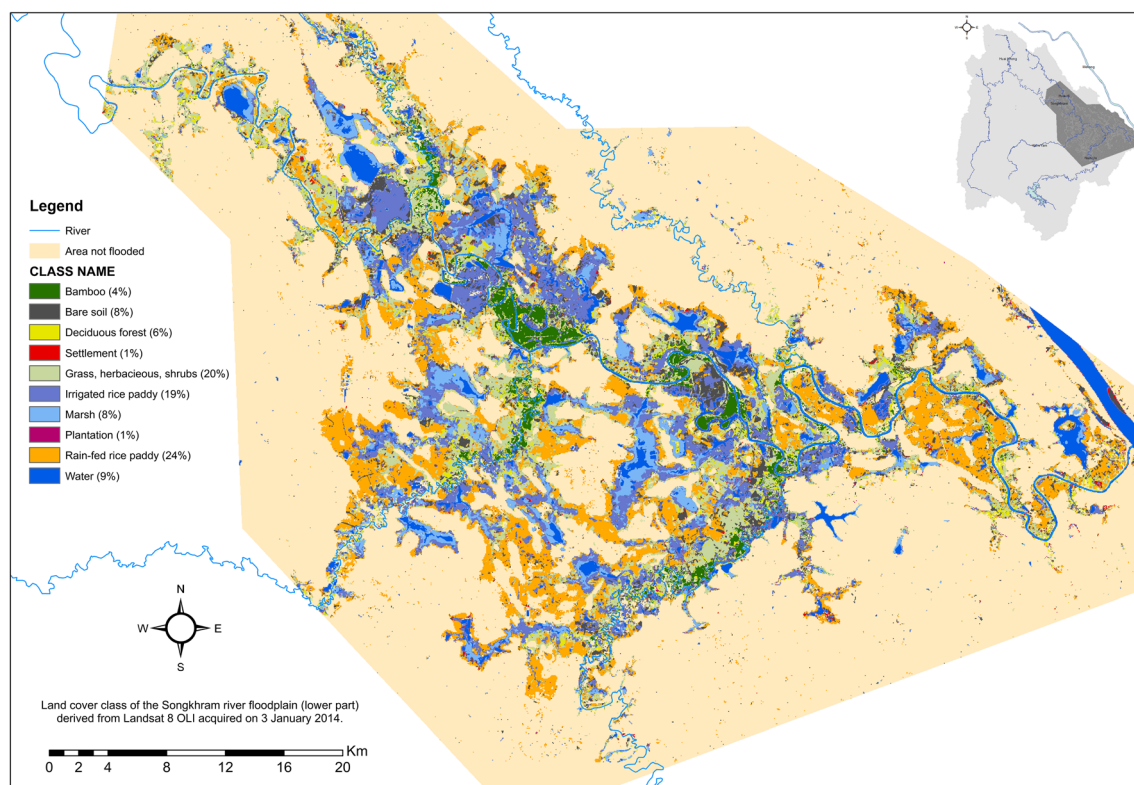 Legend
River
Area not flooded
CLASS NAME
Bamboo (4%)
Bare soil (8%)
Deciduous forest (6%)
Settlement (1%)
Grass, herbacieous, shrubs (20%)
Irrigated rice paddy (19%)
Marsh (8%)
Plantation (1%)
Rain-fed rice paddy (24%)
Water (9%)
N
W E
S
Land cover class of the Songkhram river floodplain (lower part)
derived from Landsat 8 OLI acquired on 3 January 2014.
Km
0 2 4 8 12 16 20